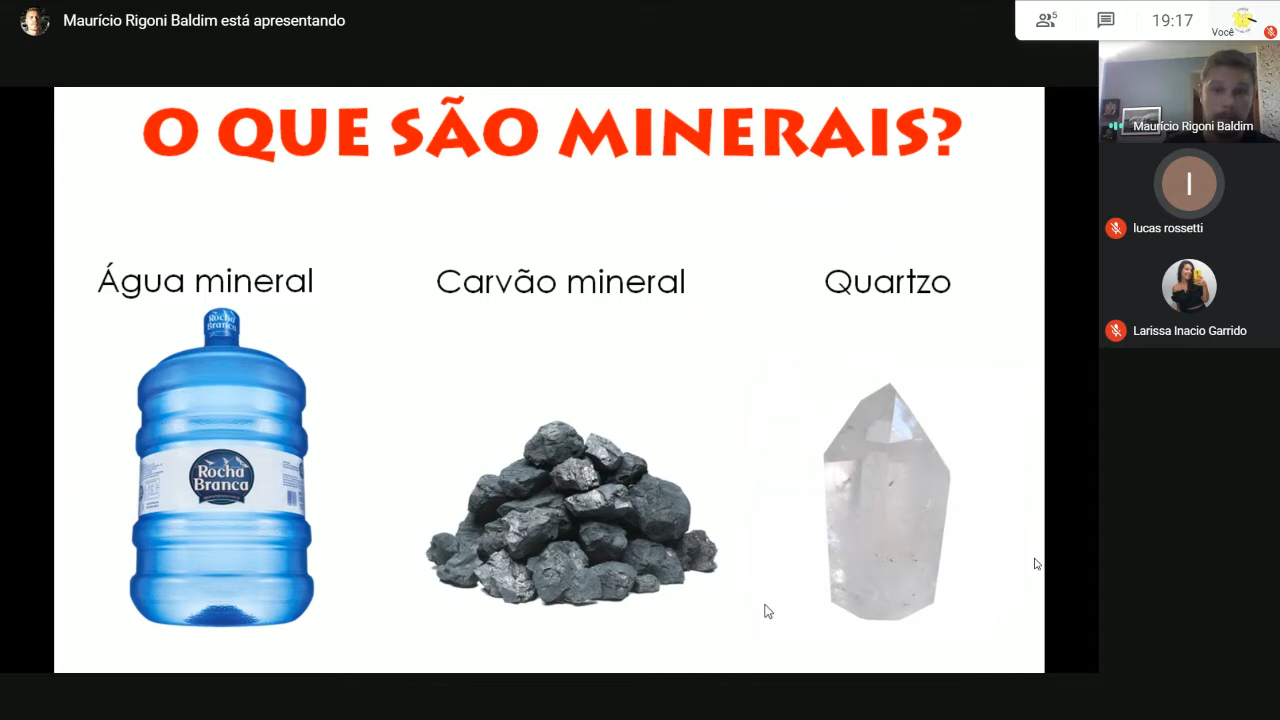 Maurício Rigoni Baldim está apresentando
5
19:17
Você
Maurício Rigoni Baldim
I
lucas rossetti
Larissa Inacio Garrido
O QUE SÃO MINERAIS?
Água mineral
Carvão mineral
Quartzo
Rocha
Branca
Rocha
Branca